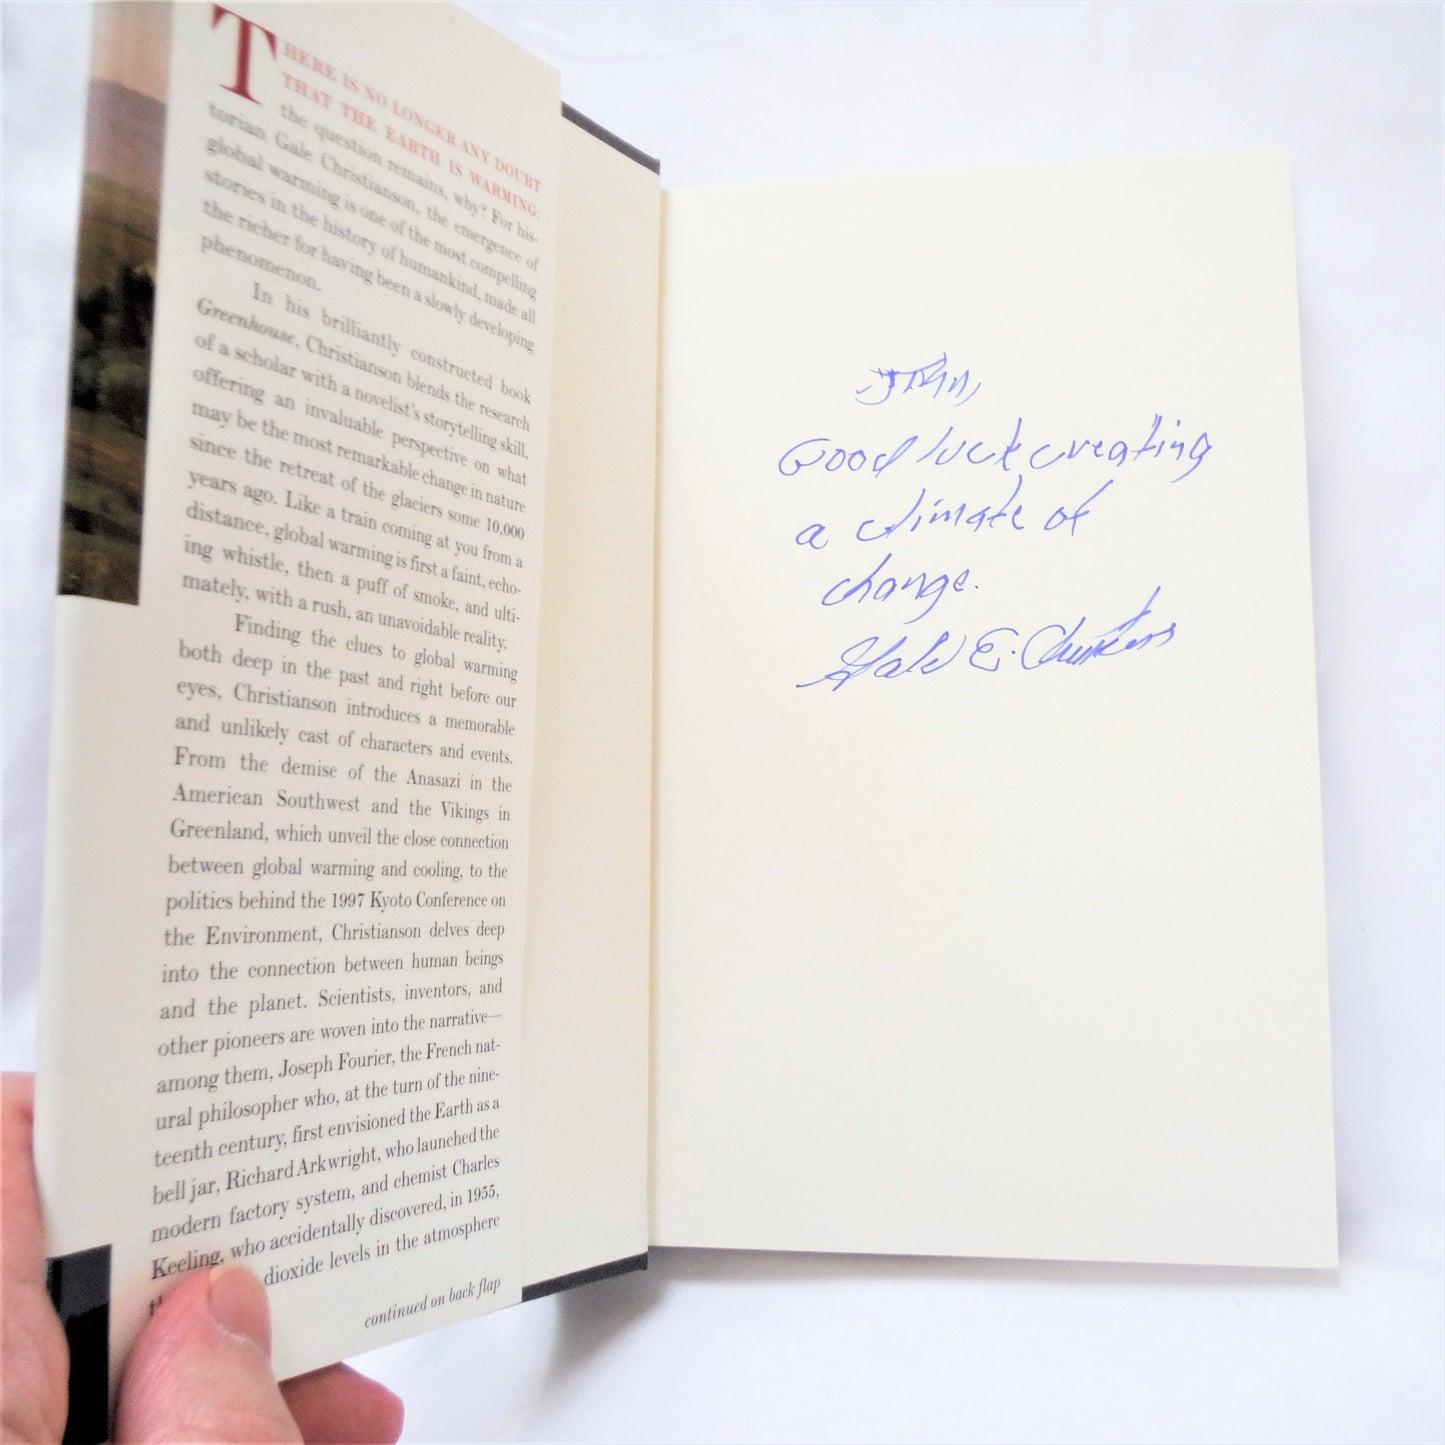 THERE IS NO LONGER ANY DOUBT
THAT THE EARTH IS WARMING;
the question remains, why? For his-
torian Gale Christianson, the emergence of
global warming is one of the most compelling
stories in the history of humankind, made all
the richer for having been a slowly developing
phenomenon.
In his brilliantly constructed book
Greenhouse, Christianson blends the research
of a scholar with a novelist's storytelling skill,
offering an invaluable perspective on what
may be the most remarkable change in nature
since the retreat of the glaciers some 10,000
years ago. Like a train coming at you from a
distance, global warming is first a faint, echo-
ing whistle, then a puff of smoke, and ulti-
mately, with a rush, an unavoidable reality.
Finding the clues to global warming
both deep in the past and right before our
eyes, Christianson introduces a memorable
and unlikely cast of characters and events.
From the demise of the Anasazi in the
American Southwest and the Vikings in
Greenland, which unveil the close connection
between global warming and cooling, to the
politics behind the 1997 Kyoto Conference on
the Environment, Christianson delves deep
into the connection between human beings
and the planet. Scientists, inventors, and
other pioneers are woven into the narrative—
among them, Joseph Fourier, the French nat-
ural philosopher who, at the turn of the nine-
teenth century, first envisioned the Earth as a
bell jar, Richard Arkwright, who launched the
modern factory system, and chemist Charles
Keeling, who accidentally discovered, in 1955,
dioxide levels in the atmosphere
continued on back flap
John,
Good luck creating
a climate of
change.
Gale E. Christianson